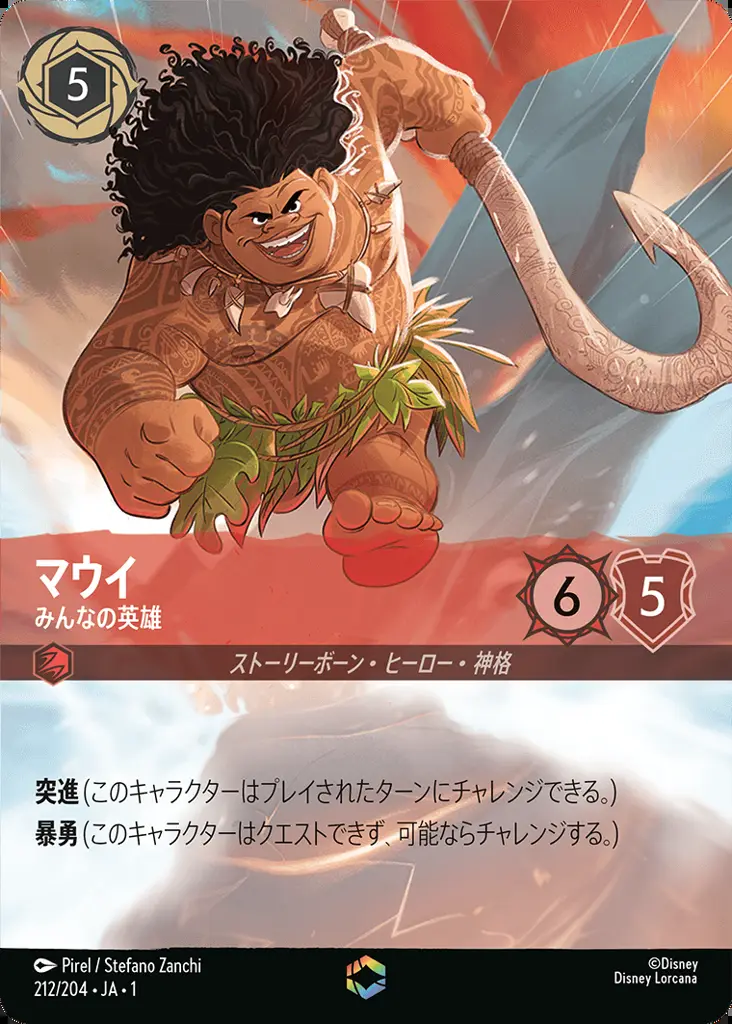 5
マウイ
みんなの英雄
6
5
ストーリーボーン・ヒーロー・神格
突進(このキャラクターはプレイされたターンにチャレンジできる。)
暴勇(このキャラクターはクエストできず、可能ならチャレンジする。)
Pirel / Stefano Zanchi
212/204・JA・1
©Disney
Disney Lorcana